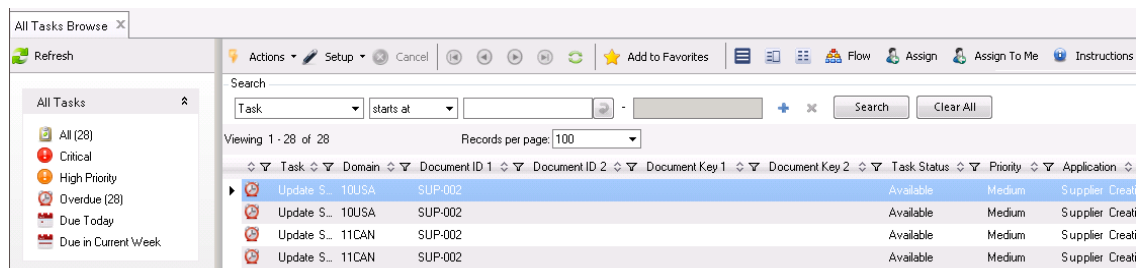 All Tasks Browse
Refresh
Actions Setup Cancel Add to Favorites Flow Assign Assign To Me Instructions
Search
All Tasks
Task starts at - Search Clear All
All (28)
Viewing 1 - 28 of 28 Records per page: 100
Critical
High Priority
Task Domain Document ID 1 Document ID 2 Document Key 1 Document Key 2 Task Status Priority Application
Overdue (28)
Update S... 10USA SUP-002 Available Medium Supplier Creati
Due Today
Update S... 10USA SUP-002 Available Medium Supplier Creati
Due in Current Week
Update S... 11CAN SUP-002 Available Medium Supplier Creati
Update S... 11CAN SUP-002 Available Medium Supplier Creati